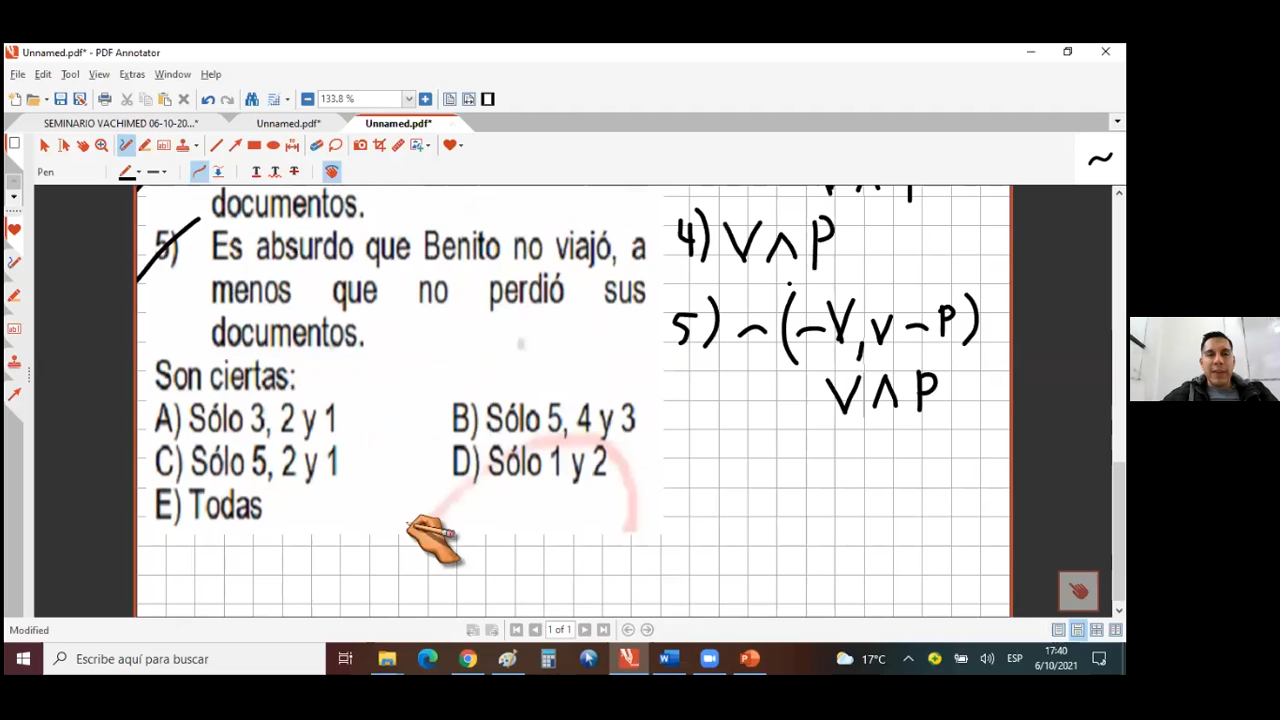 Unnamed.pdf* - PDF Annotator
File Edit Tool View Extras Window Help
133.8 %
SEMINARIO VACHIMED 06-10-20...* Unnamed.pdf* Unnamed.pdf*
Pen
documentos.
5) Es absurdo que Benito no viajó, a
menos que no perdió sus
documentos.
Son ciertas:
A) Sólo 3, 2 y 1 B) Sólo 5, 4 y 3
C) Sólo 5, 2 y 1 D) Sólo 1 y 2
E) Todas
4) V ∧ P
5) ~ (~V, v ~P)
V ∧ P
1 of 1
Modified
Escribe aquí para buscar
17°C
ESP
17:40
6/10/2021